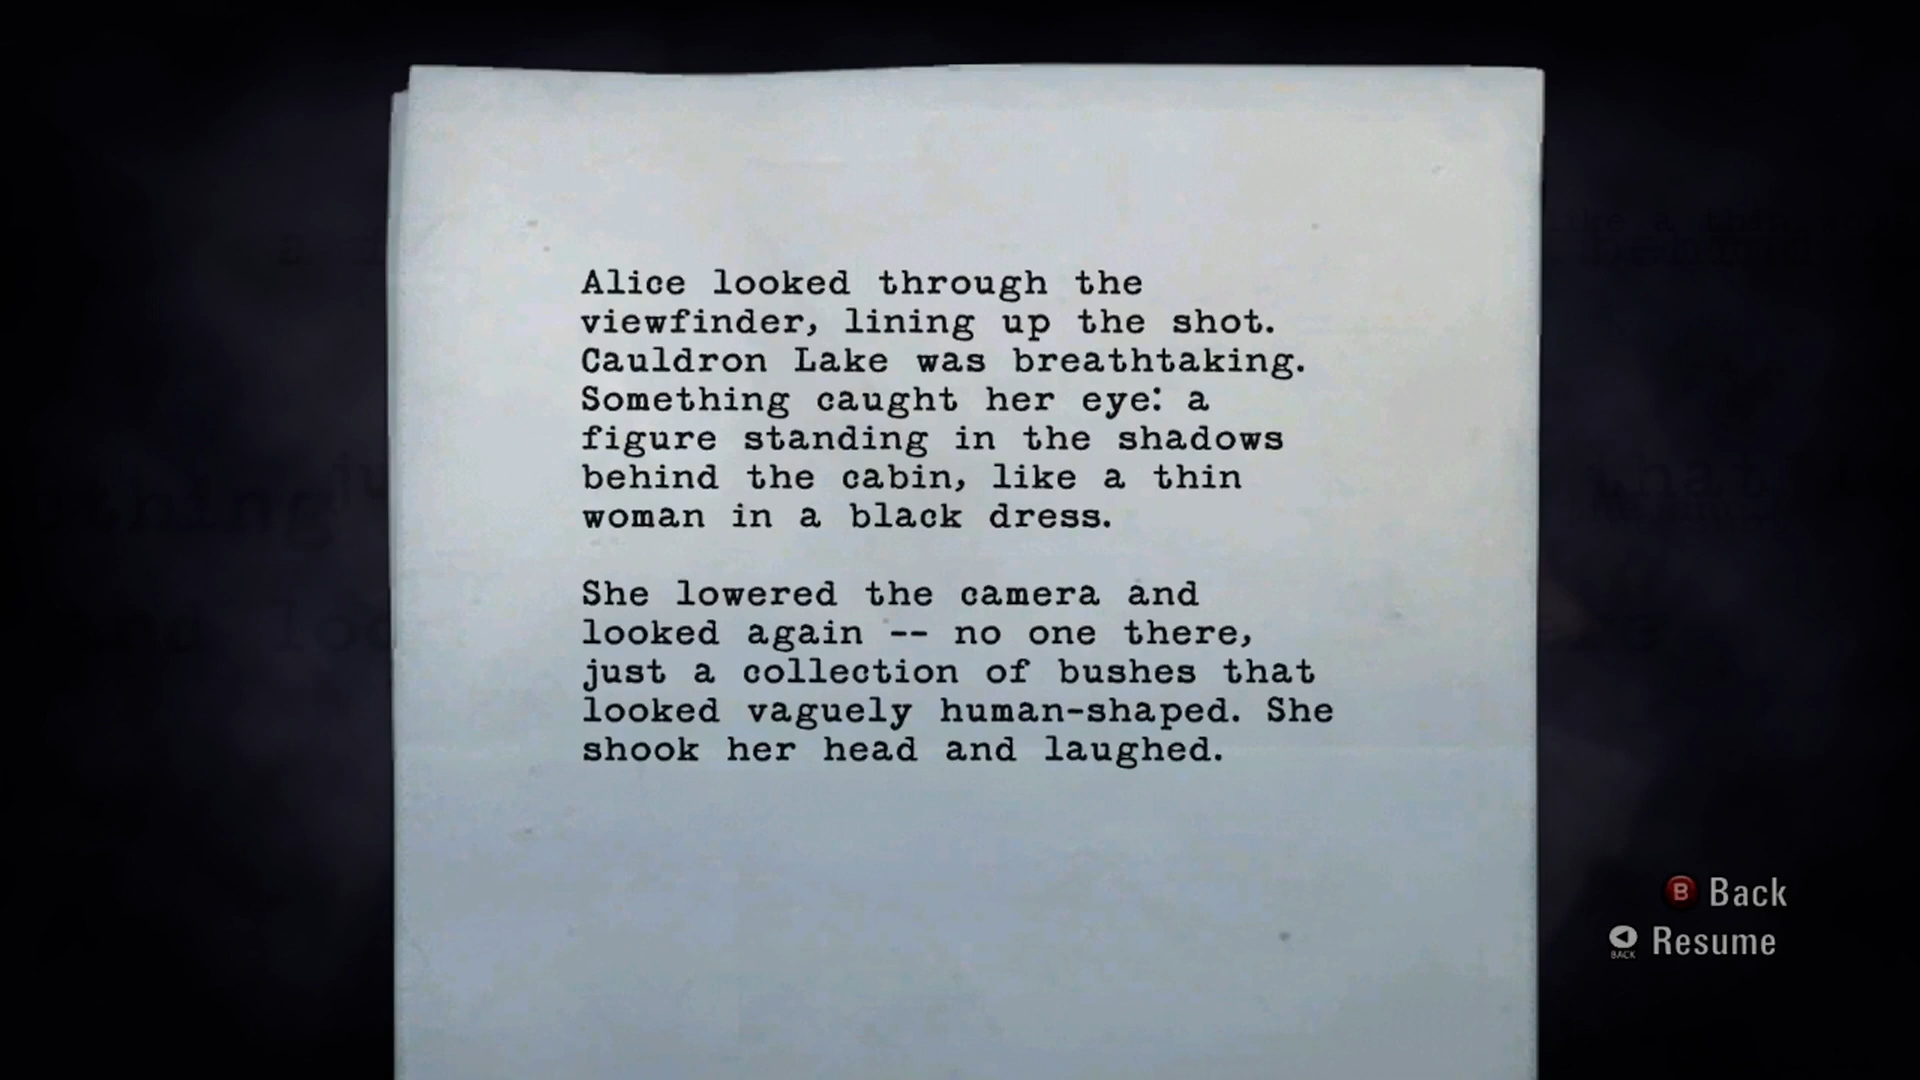 Alice looked through the
viewfinder, lining up the shot.
Cauldron Lake was breathtaking.
Something caught her eye: a
figure standing in the shadows
behind the cabin, like a thin
woman in a black dress.
She lowered the camera and
looked again -- no one there,
just a collection of bushes that
looked vaguely human-shaped. She
shook her head and laughed.
B Back
BACK Resume